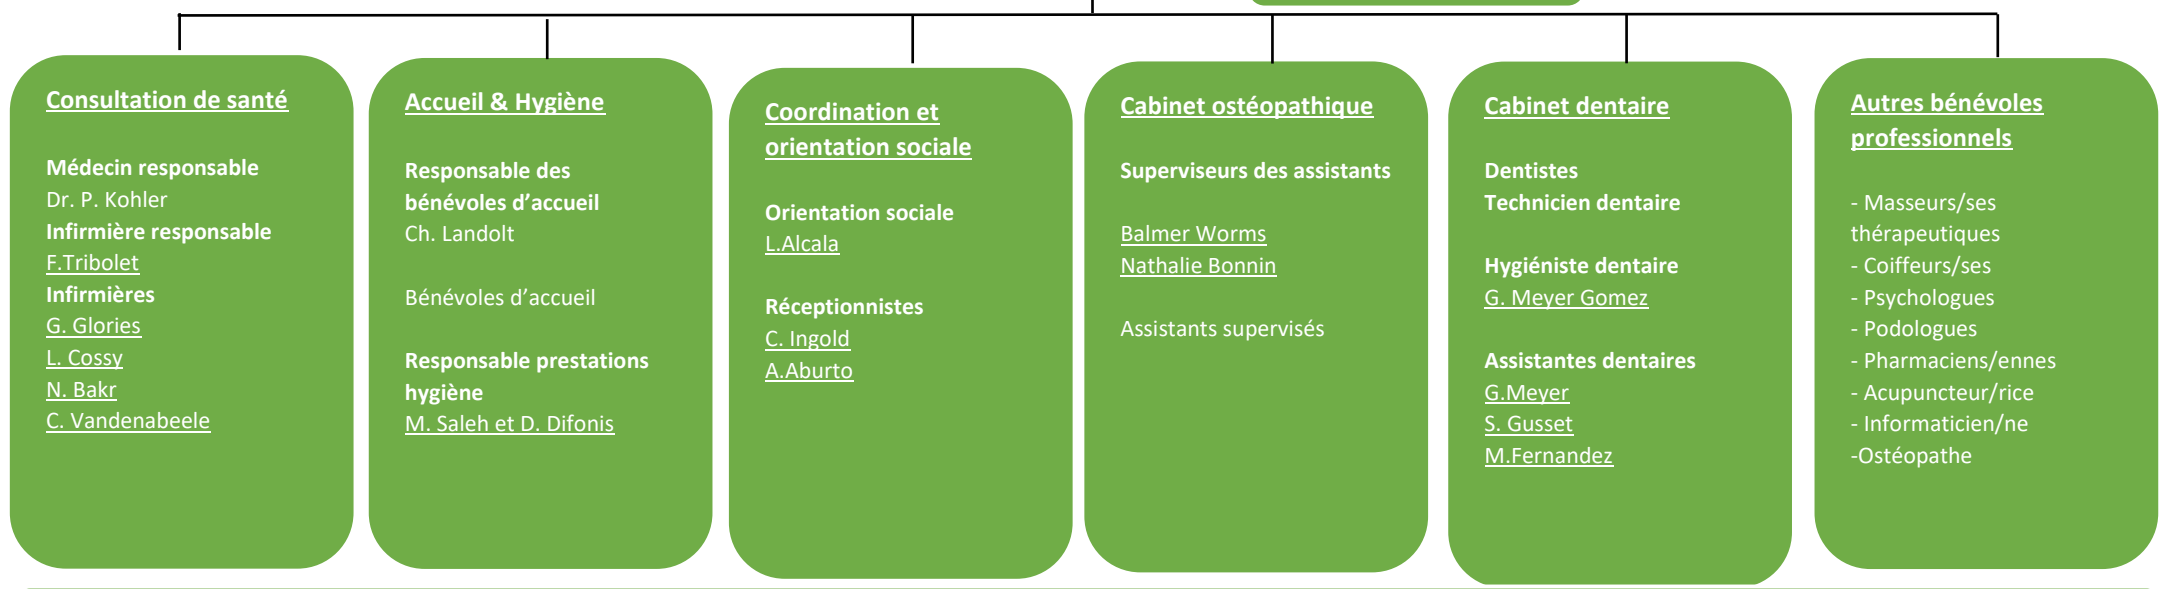 Consultation de santé
Médecin responsable
Dr. P. Kohler
Infirmière responsable
F.Tribolet
Infirmières
G. Glories
L. Cossy
N. Bakr
C. Vandenabeele
Accueil & Hygiène
Responsable des
bénévoles d’accueil
Ch. Landolt
Bénévoles d’accueil
Responsable prestations
hygiène
M. Saleh et D. Difonis
Coordination et
orientation sociale
Orientation sociale
L.Alcala
Réceptionnistes
C. Ingold
A.Aburto
Cabinet ostéopathique
Superviseurs des assistants
Balmer Worms
Nathalie Bonnin
Assistants supervisés
Cabinet dentaire
Dentistes
Technicien dentaire
Hygiéniste dentaire
G. Meyer Gomez
Assistantes dentaires
G.Meyer
S. Gusset
M.Fernandez
Autres bénévoles
professionnels
- Masseurs/ses
thérapeutiques
- Coiffeurs/ses
- Psychologues
- Podologues
- Pharmaciens/ennes
- Acupuncteur/rice
- Informaticien/ne
-Ostéopathe